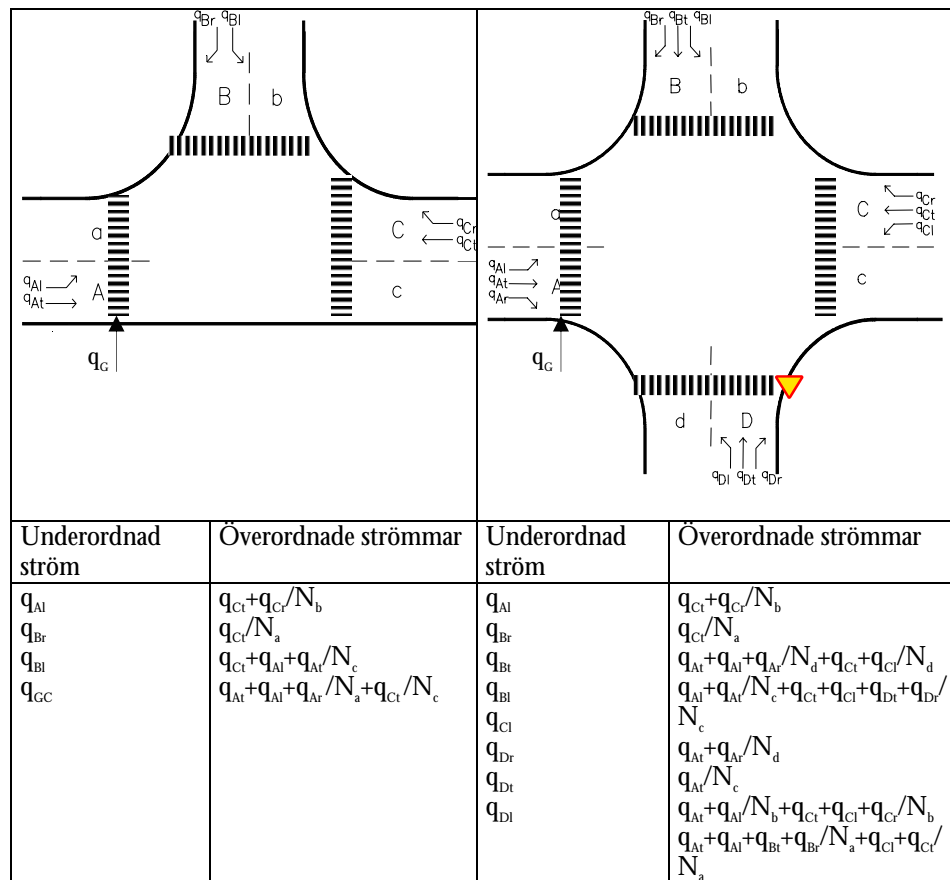 qBr qBl
B b
a
C
qCr
qCt
qAl
qAt
A
c
qG
qBr qBt qBl
B b
a
C
qCr
qCt
qCl
qAl
qAt
qAr
A
c
qG
d D
qDl qDt qDr
Underordnad ström
Överordnade strömmar
qAl
qBr
qBl
qGC
qCt+qCr/Nb
qCt/Na
qCt+qAl+qAt/Nc
qAt+qAl+qAr/Na+qCt/Nc
Underordnad ström
Överordnade strömmar
qAl
qBr
qBt
qBl
qCl
qDr
qDt
qDl
qCt+qCr/Nb
qCt/Na
qAt+qAl+qAr/Nd+qCt+qCl/Nd
qAl+qAt/Nc+qCt+qCl+qDt+qDr/
Nc
qAt+qAr/Nd
qAt/Nc
qAt+qAl/Nb+qCt+qCl+qCr/Nb
qAt+qAl+qBt+qBr/Na+qCl+qCt/
Na